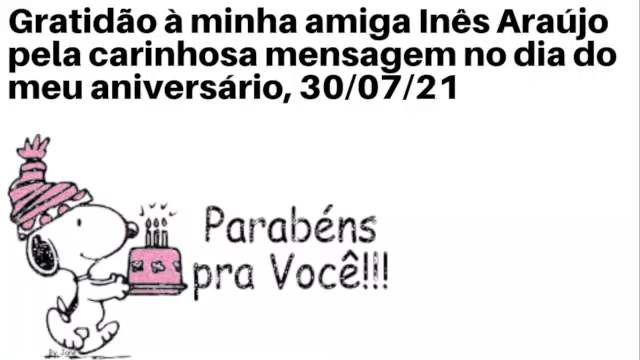 Gratidão à minha amiga Inês Araújo
pela carinhosa mensagem no dia do
meu aniversário, 30/07/21
Parabéns
pra Você!!!